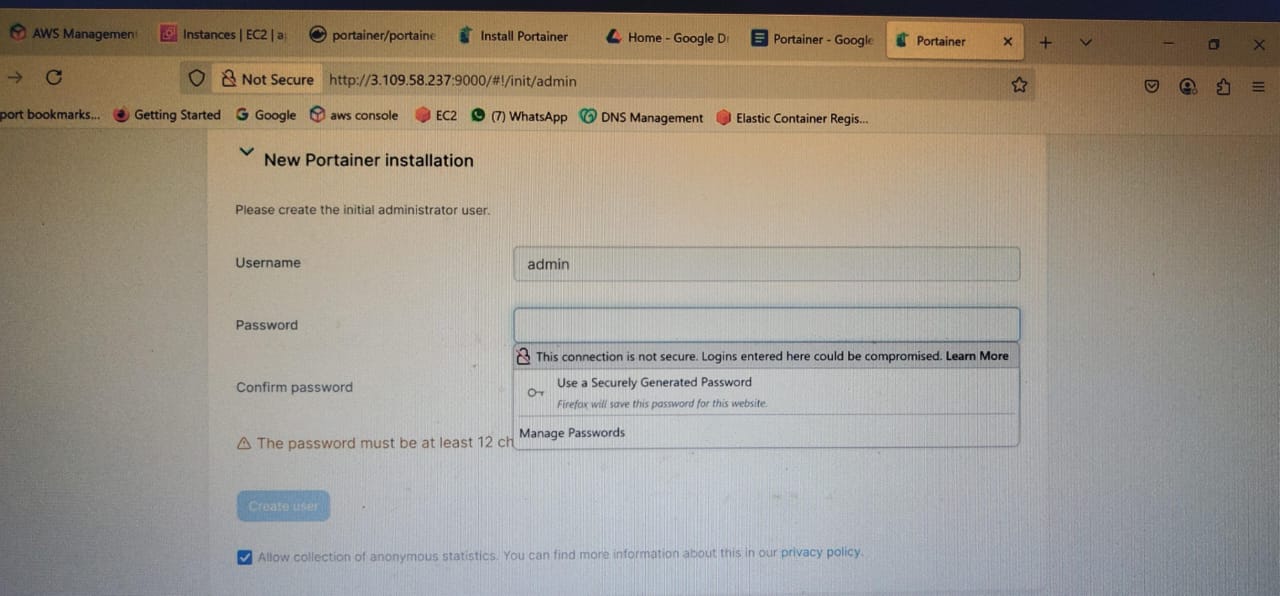 AWS Management Instances | EC2 | a portainer/portaine Install Portainer Home - Google D Portainer - Google Portainer
Not Secure http://3.109.58.237:9000/#!/init/admin
port bookmarks... Getting Started Google aws console EC2 (7) WhatsApp DNS Management Elastic Container Regis...
New Portainer installation
Please create the initial administrator user.
Username admin
Password
This connection is not secure. Logins entered here could be compromised. Learn More
Use a Securely Generated Password
Confirm password
Firefox will save this password for this website.
Manage Passwords
The password must be at least 12 ch
Create user
Allow collection of anonymous statistics. You can find more information about this in our privacy policy.